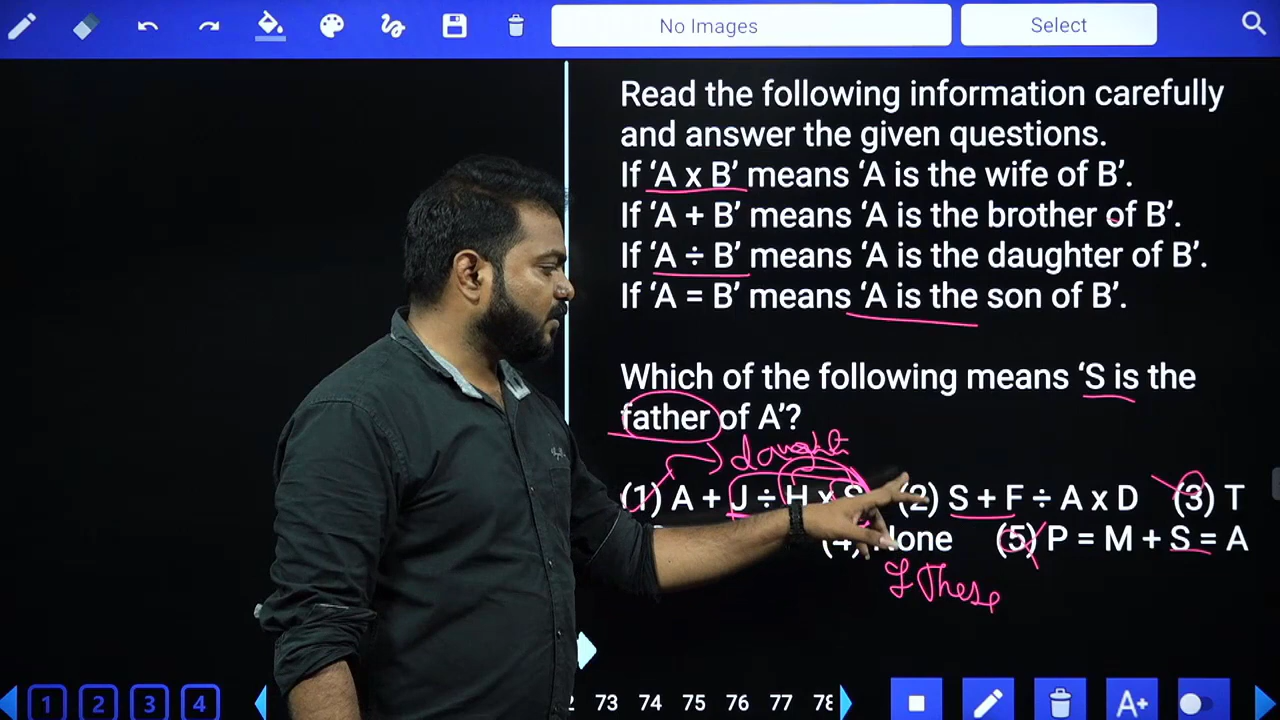 No Images
Select
Read the following information carefully
and answer the given questions.
If ‘A x B’ means ‘A is the wife of B’.
If ‘A + B’ means ‘A is the brother of B’.
If ‘A ÷ B’ means ‘A is the daughter of B’.
If ‘A = B’ means ‘A is the son of B’.
Which of the following means ‘S is the
father of A’?
(1) A + J ÷ H x S (2) S + F ÷ A x D (3) T
(4) None (5) P = M + S = A
of These
1 2 3 4
73 74 75 76 77 78
A+